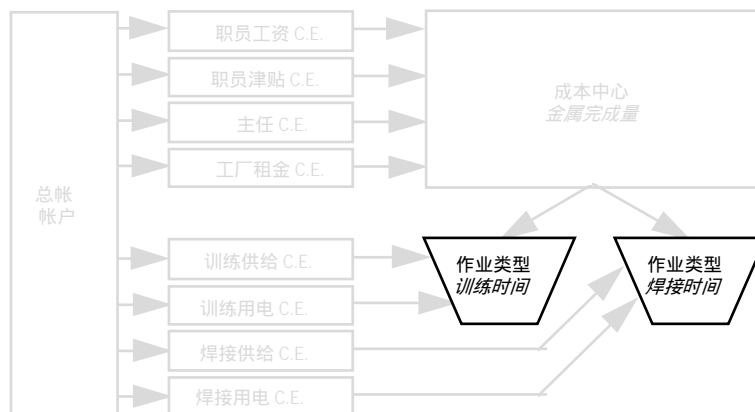 总帐
帐户
职员工资 C.E.
职员津贴 C.E.
主任 C.E.
工厂租金 C.E.
训练供给 C.E.
训练用电 C.E.
焊接供给 C.E.
焊接用电 C.E.
成本中心
金属完成量
作业类型
训练时间
作业类型
焊接时间